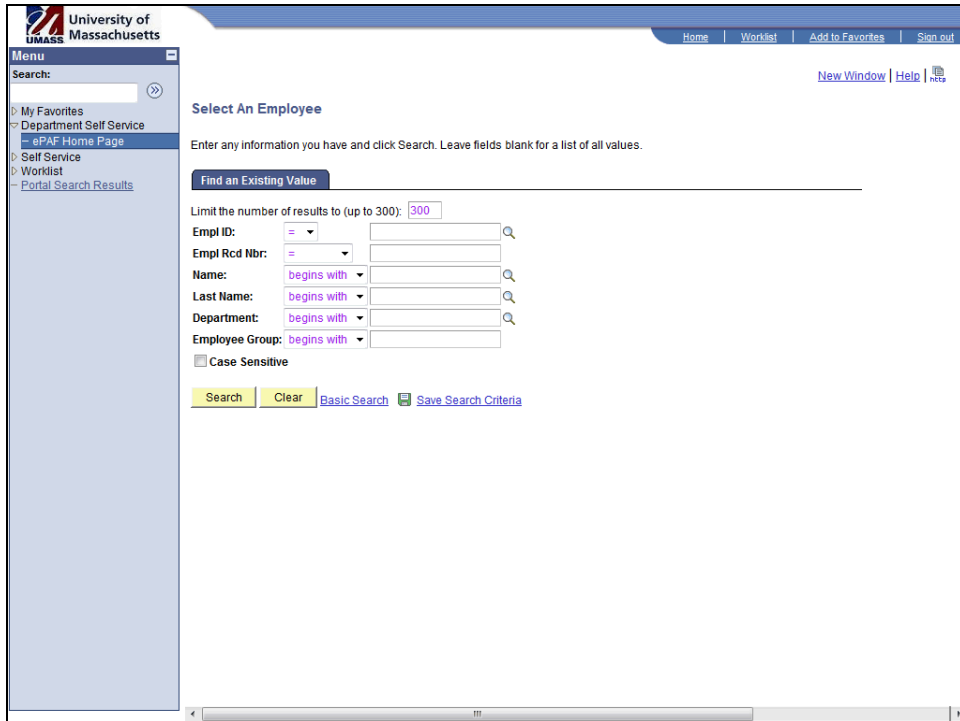 University of
Massachusetts
UMASS
Home Worklist Add to Favorites Sign out
Menu
Search:
New Window | Help | http
My Favorites
Department Self Service
– ePAF Home Page
Self Service
Worklist
– Portal Search Results
Select An Employee
Enter any information you have and click Search. Leave fields blank for a list of all values.
Find an Existing Value
Limit the number of results to (up to 300): 300
Empl ID: =
Empl Rcd Nbr: =
Name: begins with
Last Name: begins with
Department: begins with
Employee Group: begins with
Case Sensitive
Search Clear Basic Search Save Search Criteria